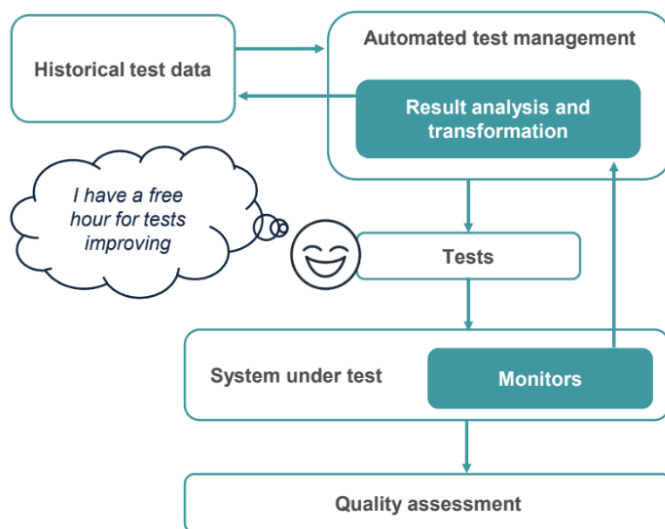 Historical test data
Automated test management
Result analysis and
transformation
I have a free
hour for tests
improving
Tests
System under test
Monitors
Quality assessment